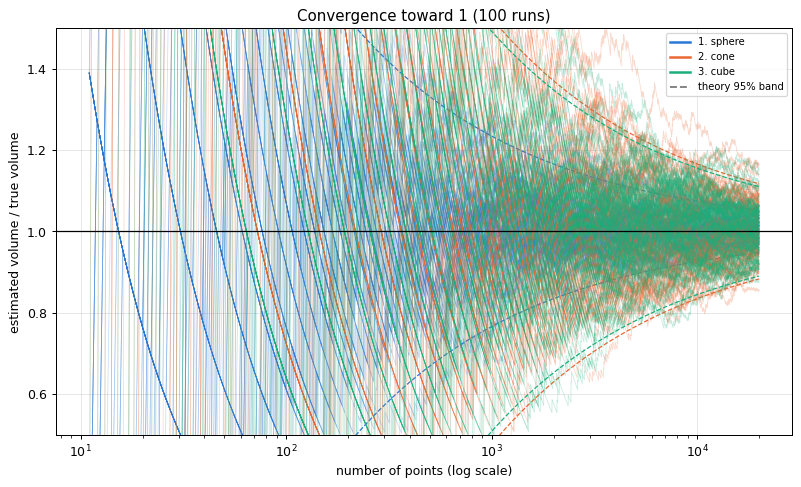 Convergence toward 1 (100 runs)
1. sphere
2. cone
3. cube
theory 95% band
estimated volume / true volume
1.4
1.2
1.0
0.8
0.6
10¹
10²
10³
10⁴
number of points (log scale)